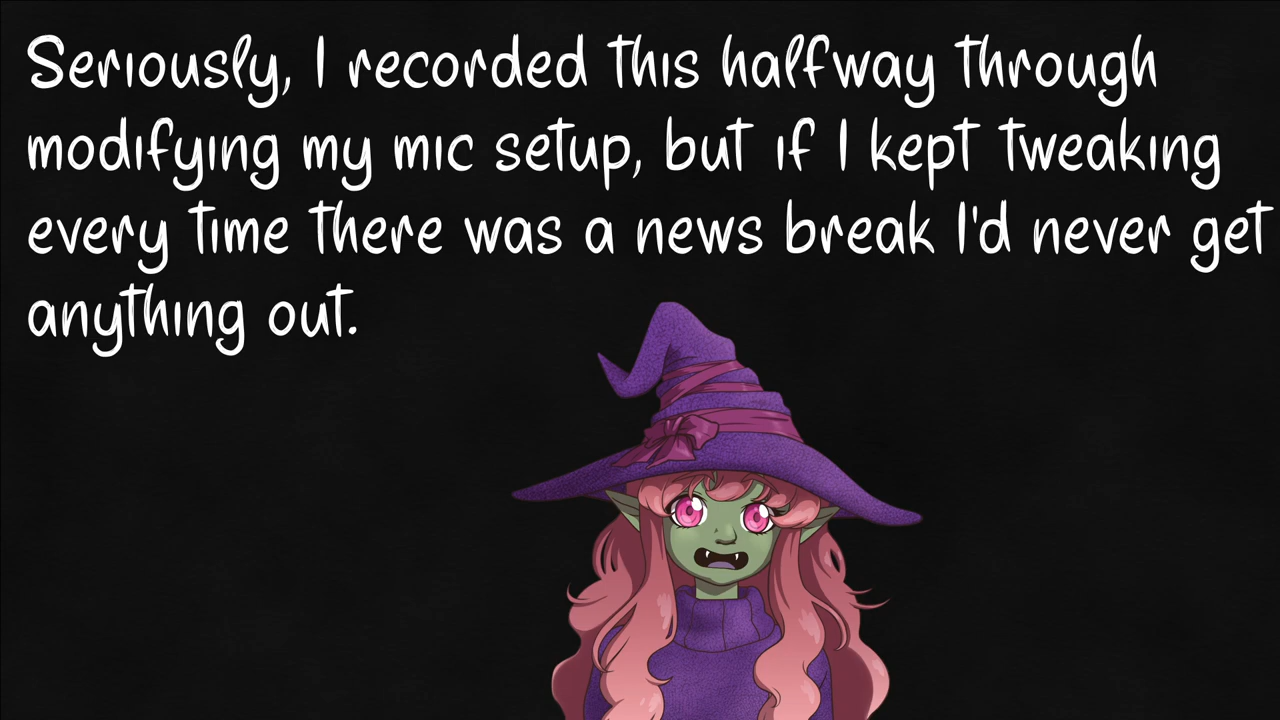 Seriously, I recorded this halfway through
modifying my mic setup, but if I kept tweaking
every time there was a news break I'd never get
anything out.